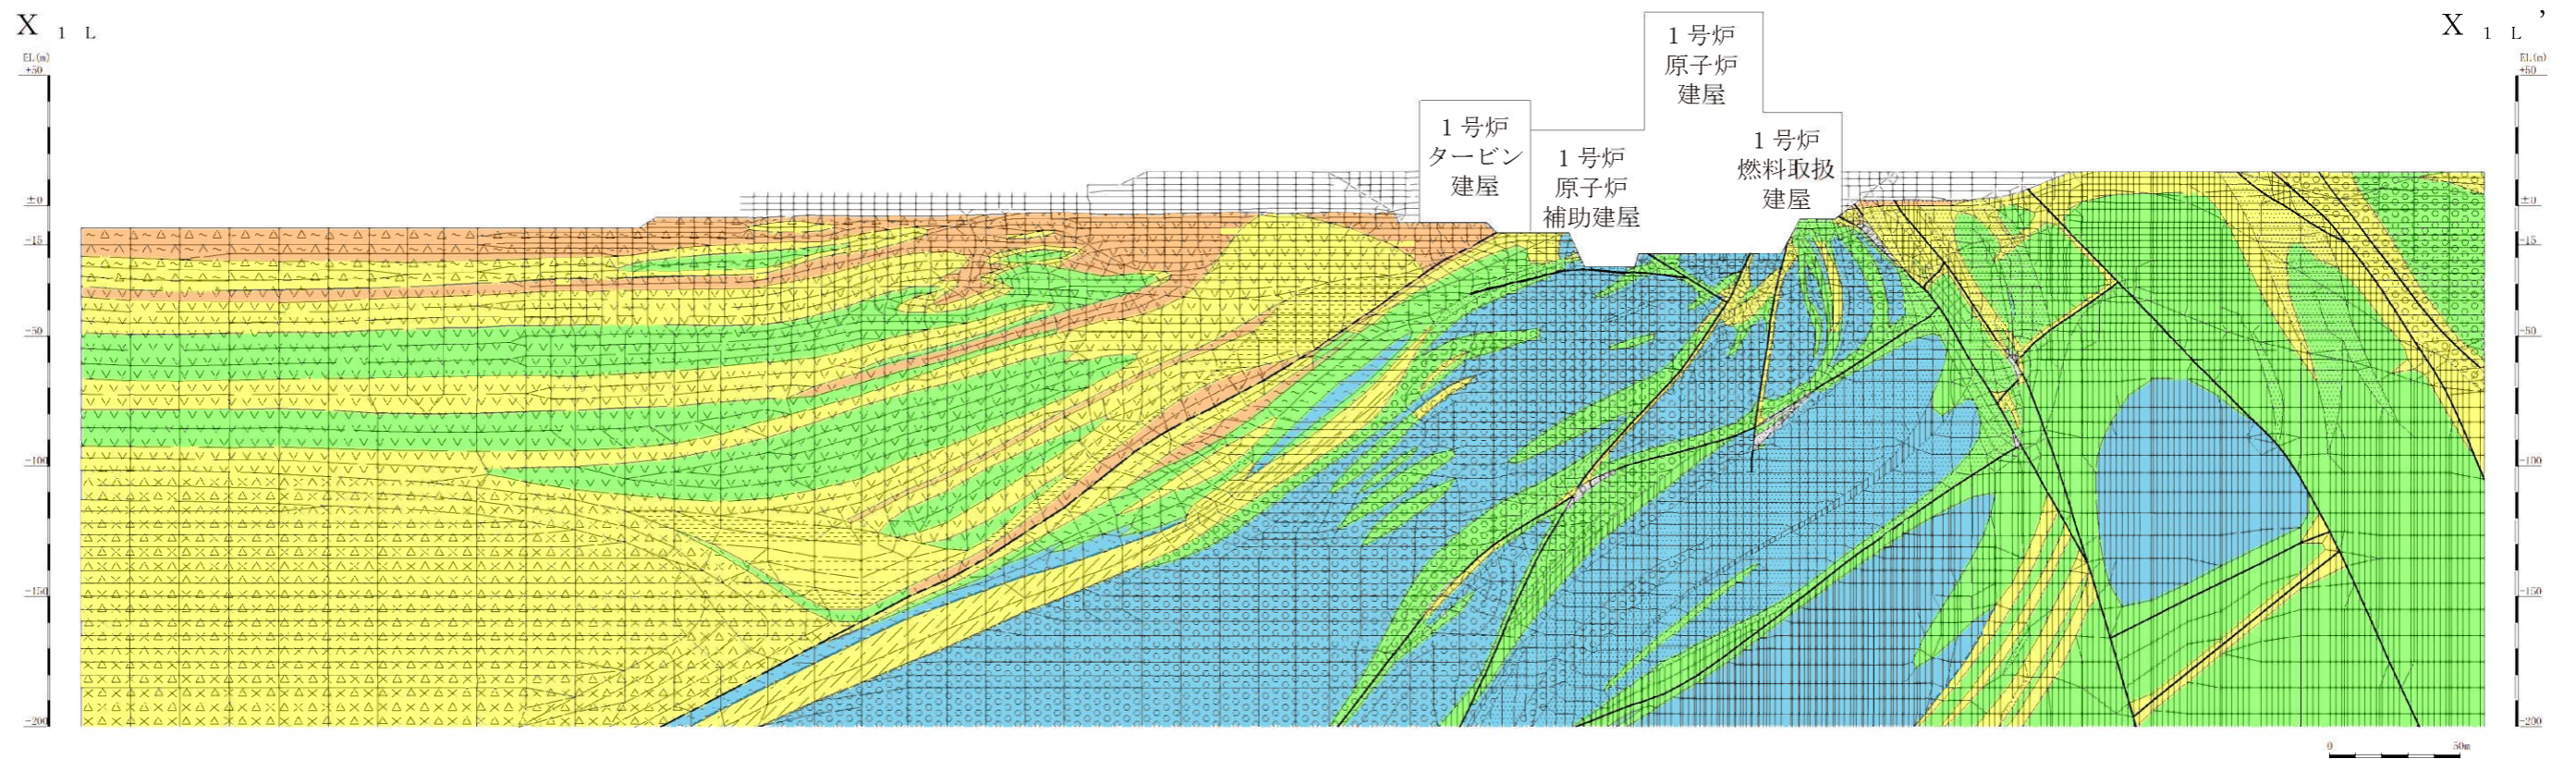 X 1 L
X 1 L’
EL(m)
+50
±0
-15
-50
-100
-150
-200
1号炉
タービン
建屋
1号炉
原子炉
補助建屋
1号炉
原子炉
建屋
1号炉
燃料取扱
建屋
EL(m)
+50
±0
-15
-50
-100
-150
-200
0 50m